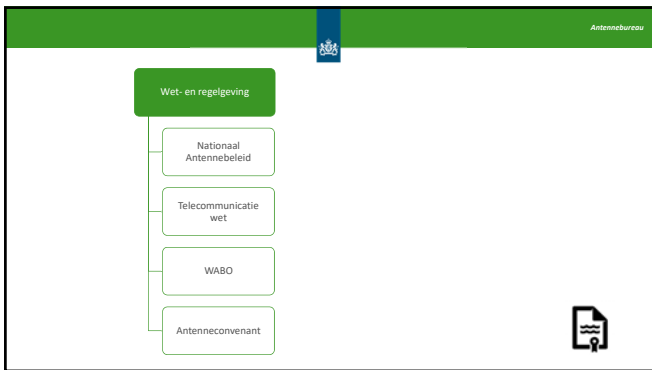 Antennebureau
Wet- en regelgeving
Nationaal
Antennebeleid
Telecommunicatie
wet
WABO
Antenneconvenant